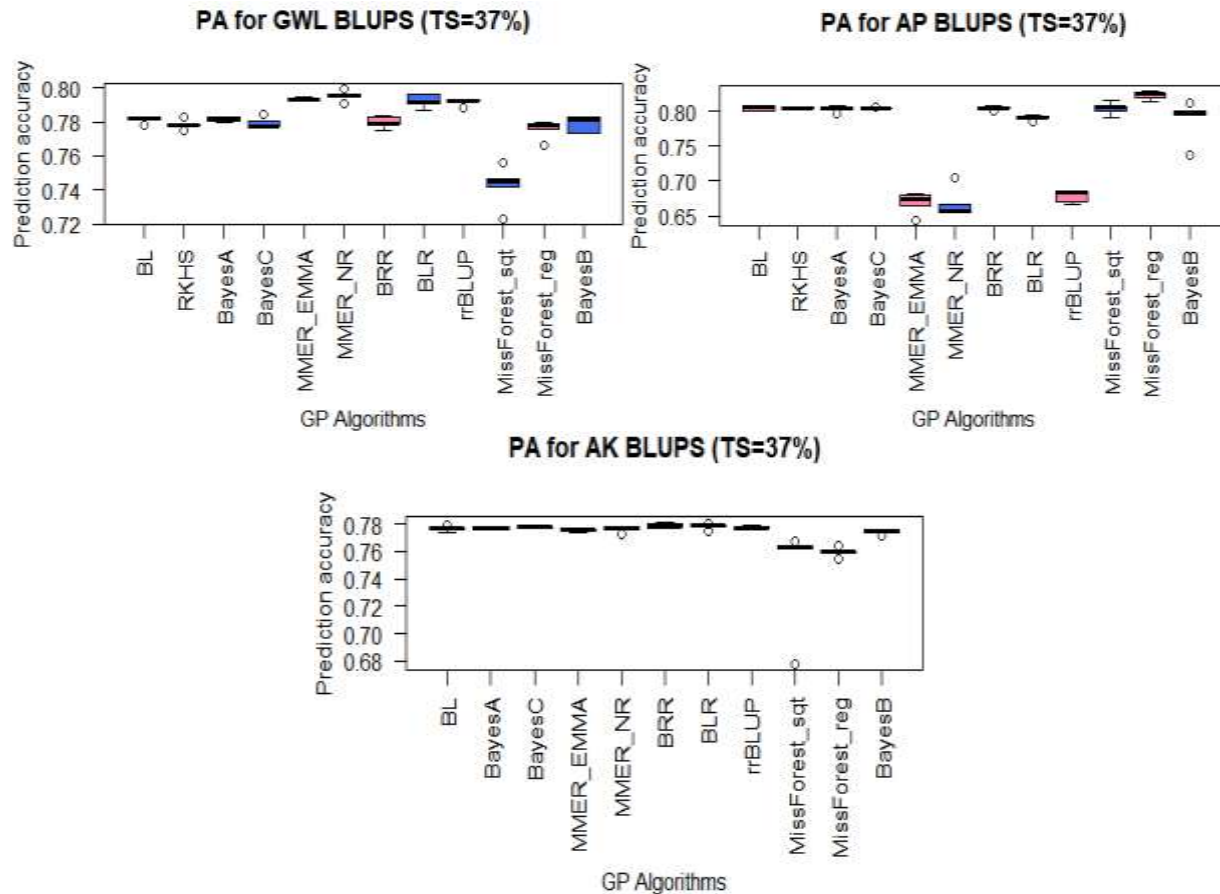 PA for GWL BLUPS (TS=37%)
Prediction accuracy
0.80
0.78
0.76
0.74
0.72
BL
RKHS
BayesA
BayesC
MMER_EMMA
MMER_NR
BRR
BLR
rrBLUP
MissForest_sqt
MissForest_reg
BayesB
GP Algorithms
PA for AP BLUPS (TS=37%)
Prediction accuracy
0.80
0.75
0.70
0.65
BL
RKHS
BayesA
BayesC
MMER_EMMA
MMER_NR
BRR
BLR
rrBLUP
MissForest_sqt
MissForest_reg
BayesB
GP Algorithms
PA for AK BLUPS (TS=37%)
Prediction accuracy
0.78
0.76
0.74
0.72
0.70
0.68
BL
BayesA
BayesC
MMER_EMMA
MMER_NR
BRR
BLR
rrBLUP
MissForest_sqt
MissForest_reg
BayesB
GP Algorithms